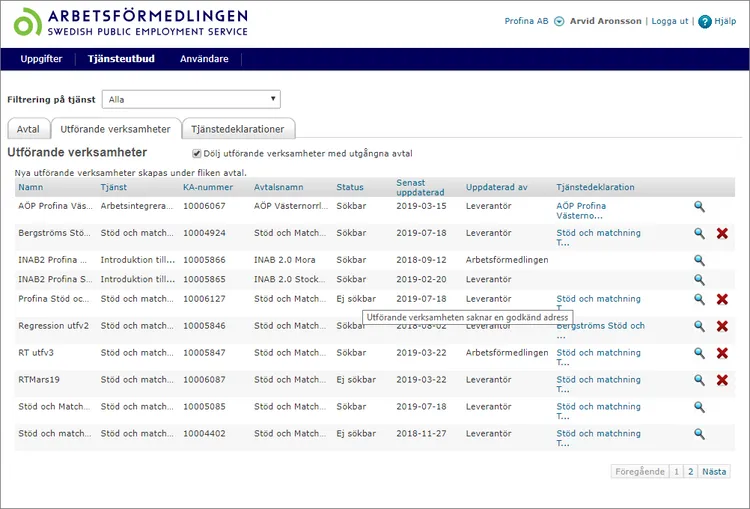 ARBETSFÖRMEDLINGEN
SWEDISH PUBLIC EMPLOYMENT SERVICE
Profina AB Arvid Aronsson | Logga ut | ? Hjälp
Uppgifter Tjänsteutbud Användare
Filtrering på tjänst Alla
Avtal Utförande verksamheter Tjänstedeklarationer
Utförande verksamheter Dölj utförande verksamheter med utgångna avtal
Nya utförande verksamheter skapas under fliken avtal.
Namn Tjänst KA-nummer Avtalsnamn Status Senast uppdaterad Uppdaterad av Tjänstedeklaration
AÖP Profina Väs... Arbetsintegrera... 10006067 AÖP Västernorrl... Sökbar 2019-03-15 Leverantör AÖP Profina Västerno...
Bergströms Stö... Stöd och match... 10004924 Stöd och Match... Sökbar 2019-07-18 Leverantör Stöd och matchning T...
INAB2 Profina ... Introduktion till... 10005866 INAB 2.0 Mora Sökbar 2018-09-12 Arbetsförmedlingen
INAB2 Profina S... Introduktion till... 10005865 INAB 2.0 Stock... Sökbar 2019-02-20 Leverantör
Profina Stöd oc... Stöd och match... 10006127 Stöd och Match... Ej sökbar 2019-07-18 Leverantör Stöd och matchning T...
Utförande verksamheten saknar en godkänd adress
Regression utfv2 Stöd och match... 10005846 Stöd och Match... Sökbar 2018-08-02 Leverantör Bergströms Stöd och ...
RT utfv3 Stöd och match... 10005847 Stöd och Match... Sökbar 2019-03-22 Arbetsförmedlingen Stöd och matchning T...
RTMars19 Stöd och match... 10006087 Stöd och Match... Ej sökbar 2019-03-22 Leverantör Stöd och matchning T...
Stöd och Match... Stöd och match... 10005085 Stöd och Match... Sökbar 2019-07-18 Leverantör Stöd och matchning T...
Stöd och match... Stöd och match... 10004402 Stöd och Match... Ej sökbar 2018-11-27 Leverantör Stöd och matchning T...
Föregående 1 2 Nästa